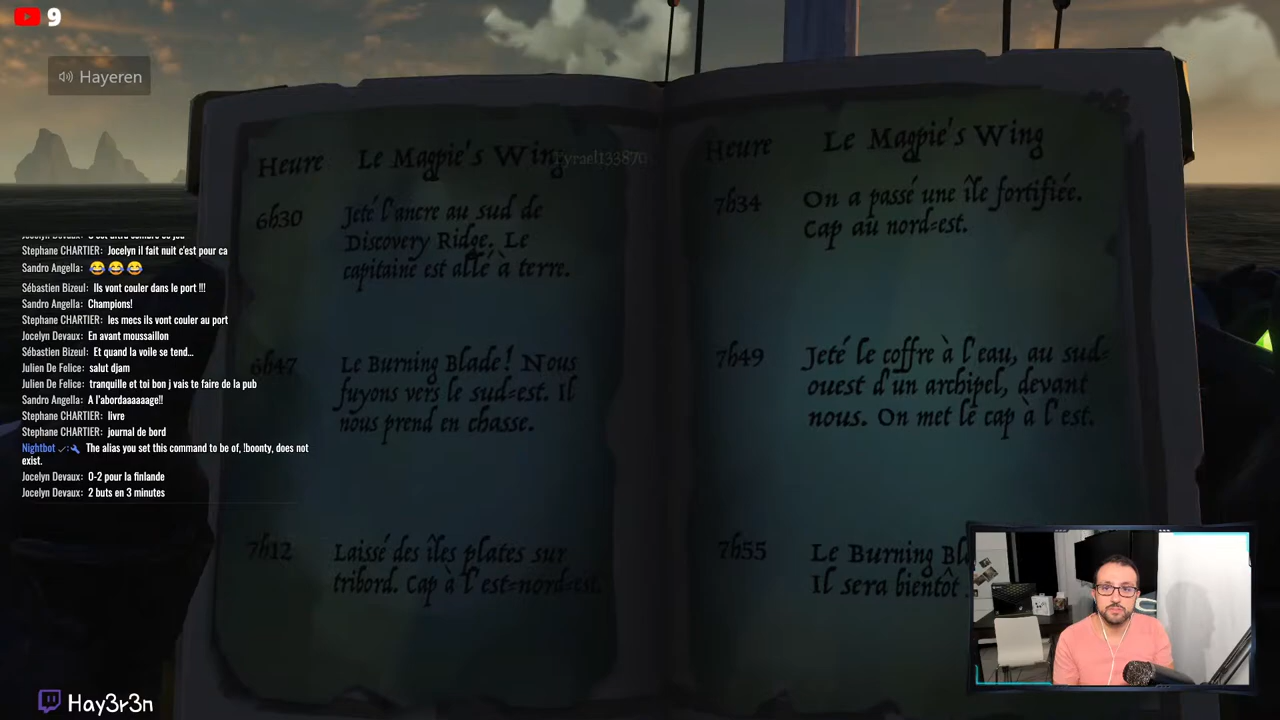 9
Hayeren
Heure Le Magpie's Wing
6h30 Jeté l'ancre au sud de
Discovery Ridge. Le
capitaine est allé à terre.
6h47 Le Burning Blade! Nous
fuyons vers le sud=est. Il
nous prend en chasse.
7h12 Laissé des îles plates sur
tribord. Cap à l'est=nord=est.
Heure Le Magpie's Wing
7h34 On a passé une île fortifiée.
Cap au nord=est.
7h49 Jeté le coffre à l'eau, au sud=
ouest d'un archipel, devant
nous. On met le cap à l'est.
7h55 Le Burning
Il sera bientôt
Stephane CHARTIER: Jocelyn il fait nuit c'est pour ca
Sandro Angella: 😂😂😂
Sébastien Bizeul: Ils vont couler dans le port !!!
Sandro Angella: Champions!
Stephane CHARTIER: les mecs ils vont couler au port
Jocelyn Devaux: En avant moussaillon
Sébastien Bizeul: Et quand la voile se tend...
Julien De Felice: salut djam
Julien De Felice: tranquille et toi bon j vais te faire de la pub
Sandro Angella: A l'abordaaaaaage!!
Stephane CHARTIER: livre
Stephane CHARTIER: journal de bord
Nightbot: The alias you set this command to be of, !boonty, does not
exist.
Jocelyn Devaux: 0-2 pour la finlande
Jocelyn Devaux: 2 buts en 3 minutes
Hay3r3n